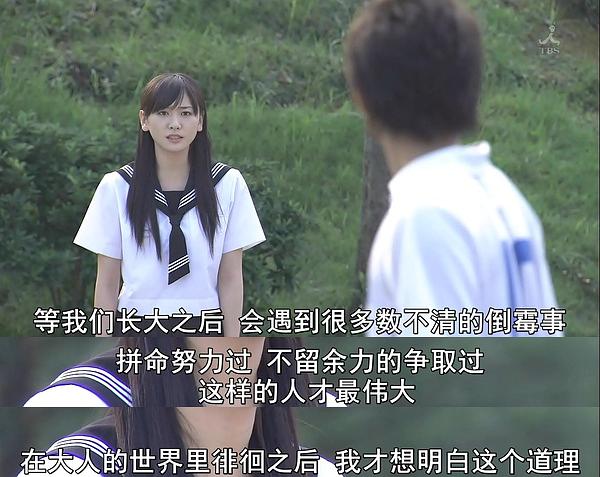 TBS
等我们长大之后 会遇到很多数不清的倒霉事
拼命努力过 不留余力的争取过
这样的人才最伟大
在大人的世界里徘徊之后 我才想明白这个道理